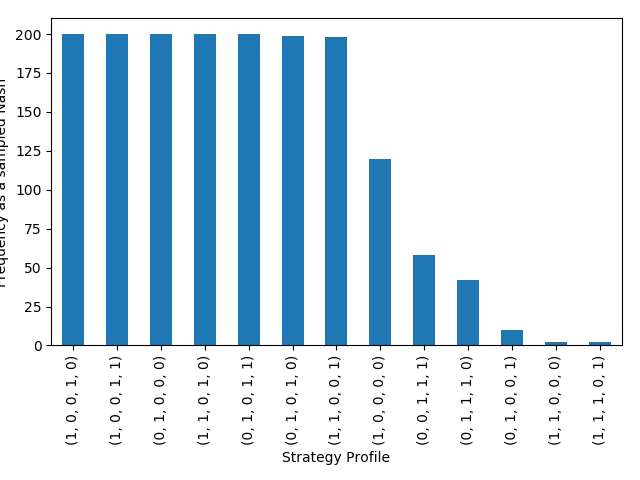 Frequency as a sampled Nash
200
175
150
125
100
75
50
25
0
(1, 0, 0, 1, 0)
(1, 0, 0, 1, 1)
(0, 1, 0, 0, 0)
(1, 1, 0, 1, 0)
(0, 1, 0, 1, 1)
(0, 1, 0, 1, 0)
(1, 1, 0, 0, 1)
(1, 0, 0, 0, 0)
(0, 0, 1, 1, 1)
(0, 1, 1, 1, 0)
(0, 1, 0, 0, 1)
(1, 1, 0, 0, 0)
(1, 1, 1, 0, 1)
Strategy Profile